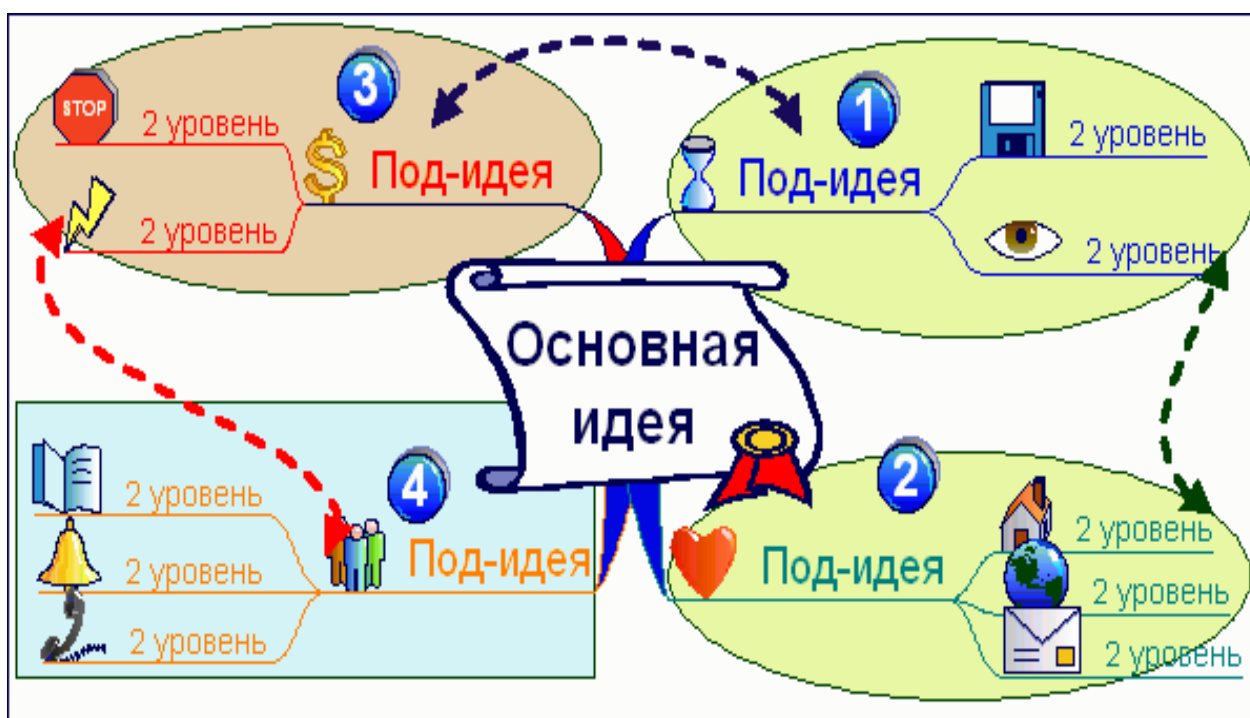 3
STOP
2 уровень
Под-идея
2 уровень
1
2 уровень
Под-идея
2 уровень
Основная
идея
4
2 уровень
2 уровень
Под-идея
2 уровень
2
2 уровень
Под-идея
2 уровень
2 уровень